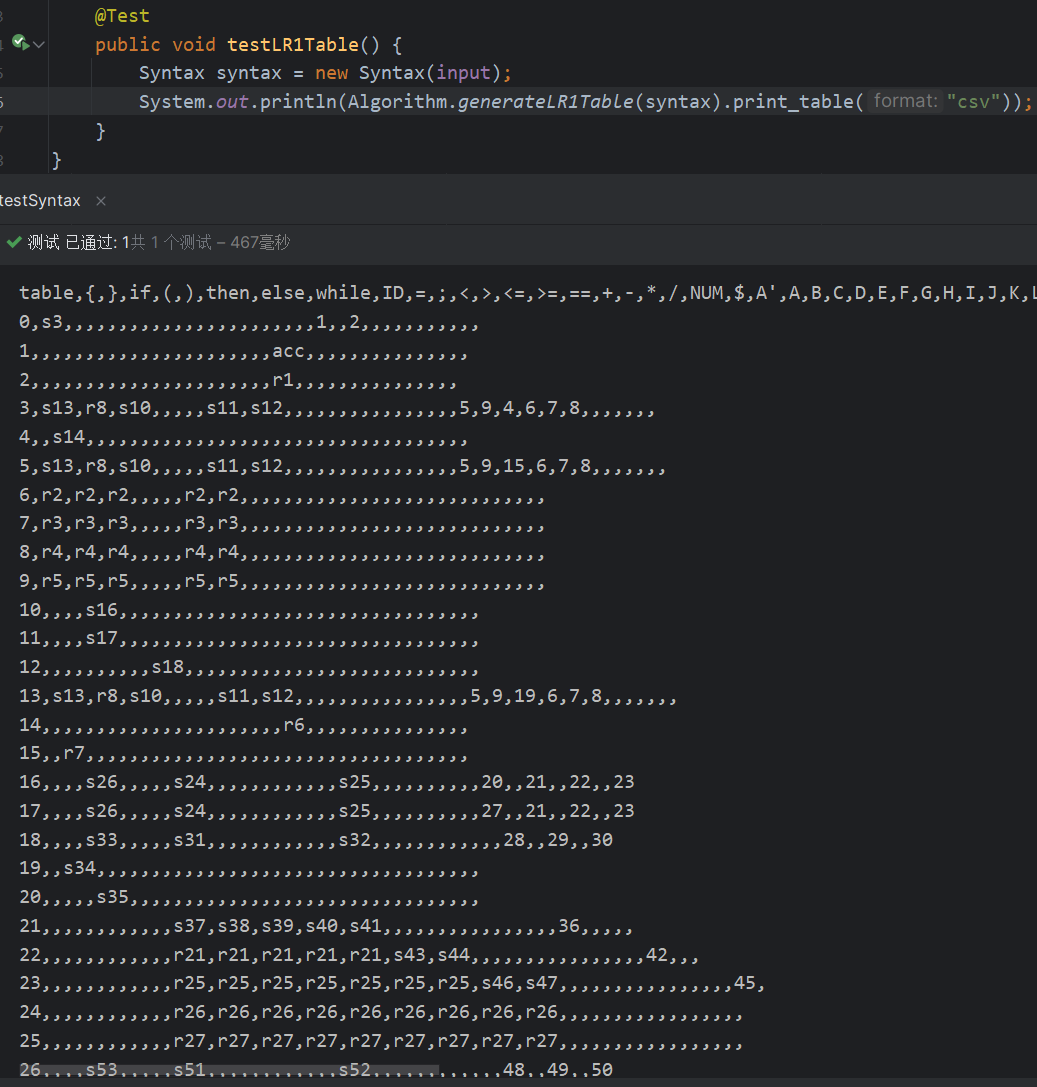 @Test
public void testLR1Table() {
Syntax syntax = new Syntax(input);
System.out.println(Algorithm.generateLR1Table(syntax).print_table( format: "csv"));
}
}
testSyntax ×
测试 已通过: 1共 1 个测试 – 467毫秒
table,{,},if,(,),then,else,while,ID,=,;,<,>,<=,>=,==,+,-,*,/,NUM,$,A',A,B,C,D,E,F,G,H,I,J,K,L
0,s3,,,,,,,,,,,,,,,,,,,,,,,1,,2,,,,,,,,,,,
1,,,,,,,,,,,,,,,,,,,,,,acc,,,,,,,,,,,,,,,
2,,,,,,,,,,,,,,,,,,,,,,r1,,,,,,,,,,,,,,,
3,s13,r8,s10,,,,,s11,s12,,,,,,,,,,,,,,,,5,9,4,6,7,8,,,,,,,
4,,s14,,,,,,,,,,,,,,,,,,,,,,,,,,,,,,,,,,,
5,s13,r8,s10,,,,,s11,s12,,,,,,,,,,,,,,,,5,9,15,6,7,8,,,,,,,
6,r2,r2,r2,,,,,r2,r2,,,,,,,,,,,,,,,,,,,,,,,,,,,,
7,r3,r3,r3,,,,,r3,r3,,,,,,,,,,,,,,,,,,,,,,,,,,,,
8,r4,r4,r4,,,,,r4,r4,,,,,,,,,,,,,,,,,,,,,,,,,,,,
9,r5,r5,r5,,,,,r5,r5,,,,,,,,,,,,,,,,,,,,,,,,,,,,
10,,,,s16,,,,,,,,,,,,,,,,,,,,,,,,,,,,,,,,,
11,,,,s17,,,,,,,,,,,,,,,,,,,,,,,,,,,,,,,,,
12,,,,,,,,,,s18,,,,,,,,,,,,,,,,,,,,,,,,,,,
13,s13,r8,s10,,,,,s11,s12,,,,,,,,,,,,,,,,5,9,19,6,7,8,,,,,,,
14,,,,,,,,,,,,,,,,,,,,,,r6,,,,,,,,,,,,,,,
15,,r7,,,,,,,,,,,,,,,,,,,,,,,,,,,,,,,,,,,
16,,,,s26,,,,,s24,,,,,,,,,,,,s25,,,,,,,,,,20,,21,,22,,23
17,,,,s26,,,,,s24,,,,,,,,,,,,s25,,,,,,,,,,27,,21,,22,,23
18,,,,s33,,,,,s31,,,,,,,,,,,,s32,,,,,,,,,,,,28,,29,,30
19,,s34,,,,,,,,,,,,,,,,,,,,,,,,,,,,,,,,,,,
20,,,,,s35,,,,,,,,,,,,,,,,,,,,,,,,,,,,,,,,
21,,,,,,,,,,,,s37,s38,s39,s40,s41,,,,,,,,,,,,,,,,36,,,,,
22,,,,,,,,,,,,r21,r21,r21,r21,r21,s43,s44,,,,,,,,,,,,,,,,42,,,
23,,,,,,,,,,,,r25,r25,r25,r25,r25,r25,r25,s46,s47,,,,,,,,,,,,,,,,45,
24,,,,,,,,,,,,r26,r26,r26,r26,r26,r26,r26,r26,r26,,,,,,,,,,,,,,,,,
25,,,,,,,,,,,,r27,r27,r27,r27,r27,r27,r27,r27,r27,,,,,,,,,,,,,,,,,
26,,,,s53,,,,,s51,,,,,,,,,,,,s52,,,,,,,,,,,,48,,49,,50